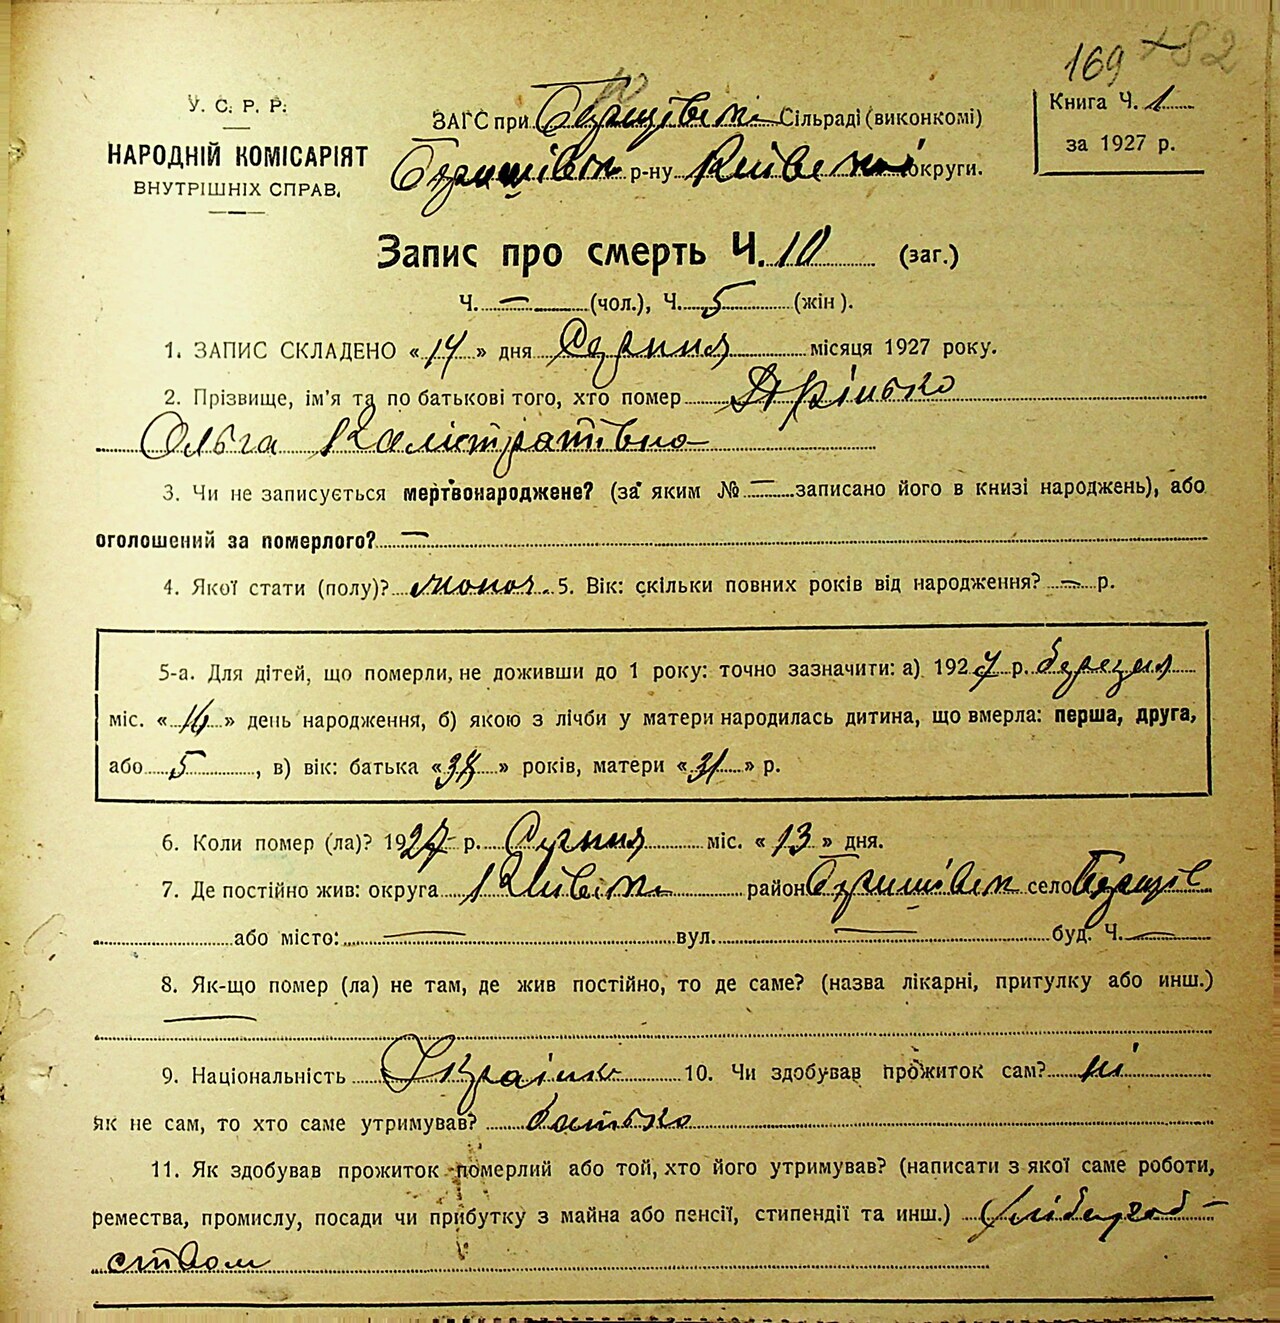 169 +82
У. С. Р. Р.
НАРОДНІЙ КОМІСАРІЯТ
ВНУТРІШНІХ СПРАВ.
ЗАГС при Сільраді (виконкомі)
р-ну Київської округи.
Книга Ч. 1
за 1927 р.
Запис про смерть Ч. 10 (заг.)
Ч. — (чол.), Ч. 5 (жін).
1. ЗАПИС СКЛАДЕНО «14» дня Серпня місяця 1927 року.
2. Прізвище, ім'я та по батькові того, хто помер
Ольга Калістратівна
3. Чи не записується мертвонароджене? (за яким № — записано його в книзі народжень), або
оголошений за померлого? —
4. Якої статі (полу)? жіноч. 5. Вік: скільки повних років від народження? — р.
5-а. Для дітей, що померли, не доживши до 1 року: точно зазначити: а) 1927 р. березня
міс. «16» день народження, б) якою з лічби у матери народилась дитина, що вмерла: перша, друга,
або 5, в) вік: батька «38» років, матери «31» р.
6. Коли помер (ла)? 1927 р. Серпня міс. «13» дня.
7. Де постійно жив: округа Київськ район село
або місто: — вул. — буд. Ч. —
8. Як-що помер (ла) не там, де жив постійно, то де саме? (назва лікарні, притулку або инш.)
—
9. Національність Українка 10. Чи здобував прожиток сам? ні
як не сам, то хто саме утримував? батько
11. Як здобував прожиток померлий або той, хто його утримував? (написати з якої саме роботи,
ремества, промислу, посади чи прибутку з майна або пенсії, стипендії та инш.) хлібороб-
ством